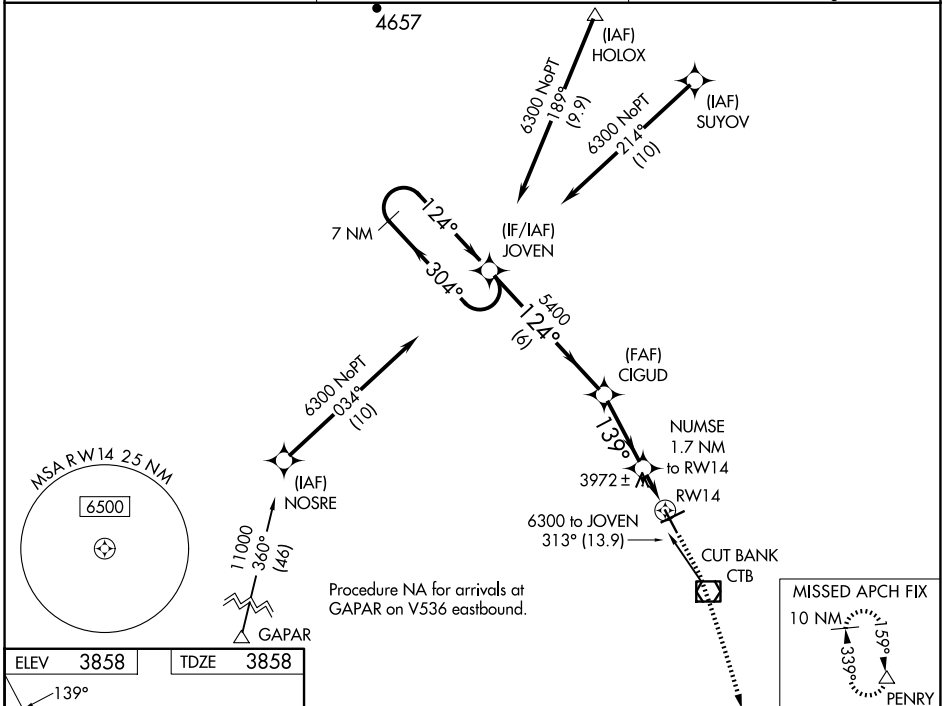 4657
(IAF)
HOLOX
6300 NoPT
189°
(9.9)
(IAF)
SUYOV
6300 NoPT
214°
(10)
124°
7 NM
304°
(IF/IAF)
JOVEN
5400
124°
(6)
(FAF)
CIGUD
6300 NoPT
034°
(10)
139°
NUMSE
1.7 NM
to RW14
3972 ±
RW14
MSA RW14 25 NM
6500
(IAF)
NOSRE
6300 to JOVEN
313° (13.9)
11000
360°
(46)
CUT BANK
CTB
Procedure NA for arrivals at
GAPAR on V536 eastbound.
GAPAR
MISSED APCH FIX
10 NM
159°
339°
PENRY
ELEV 3858
TDZE 3858
139°